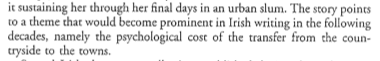 it sustaining her through her final days in an urban slum. The story points
to a theme that would become prominent in Irish writing in the following
decades, namely the psychological cost of the transfer from the coun-
tryside to the towns.